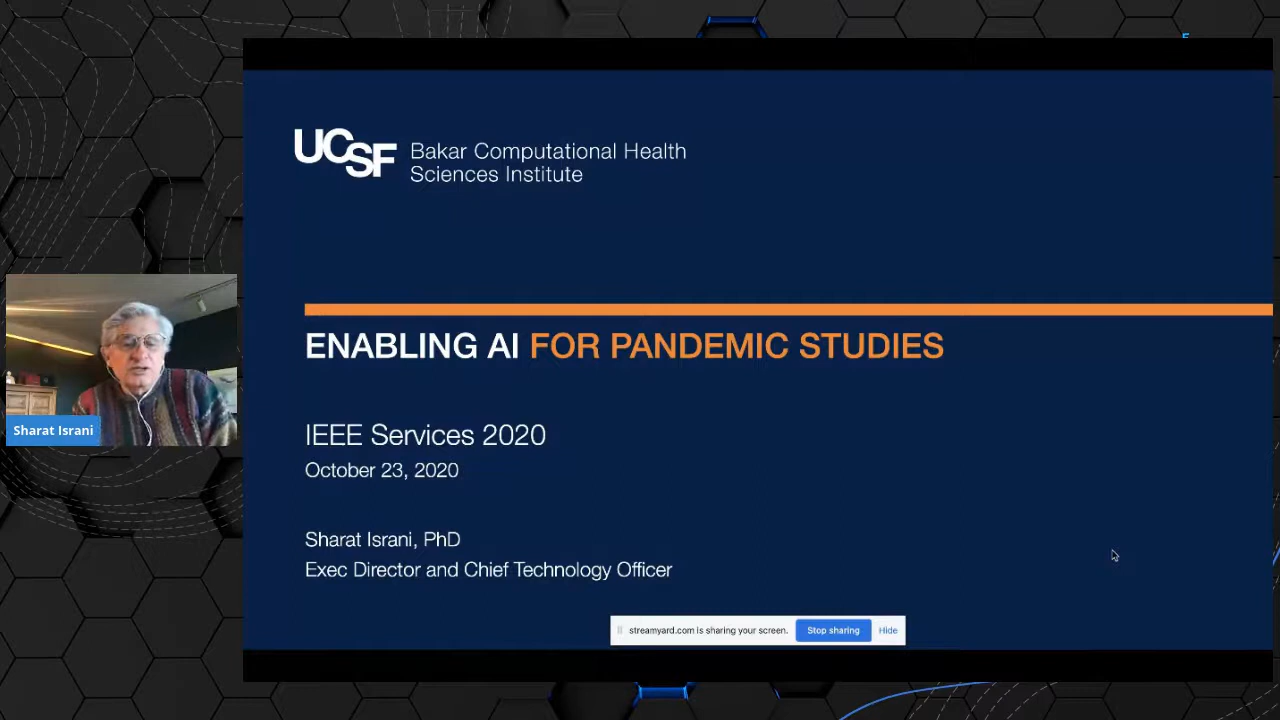 UCSF Bakar Computational Health
Sciences Institute
ENABLING AI FOR PANDEMIC STUDIES
IEEE Services 2020
October 23, 2020
Sharat Israni, PhD
Exec Director and Chief Technology Officer
streamyard.com is sharing your screen. Stop sharing Hide
Sharat Israni